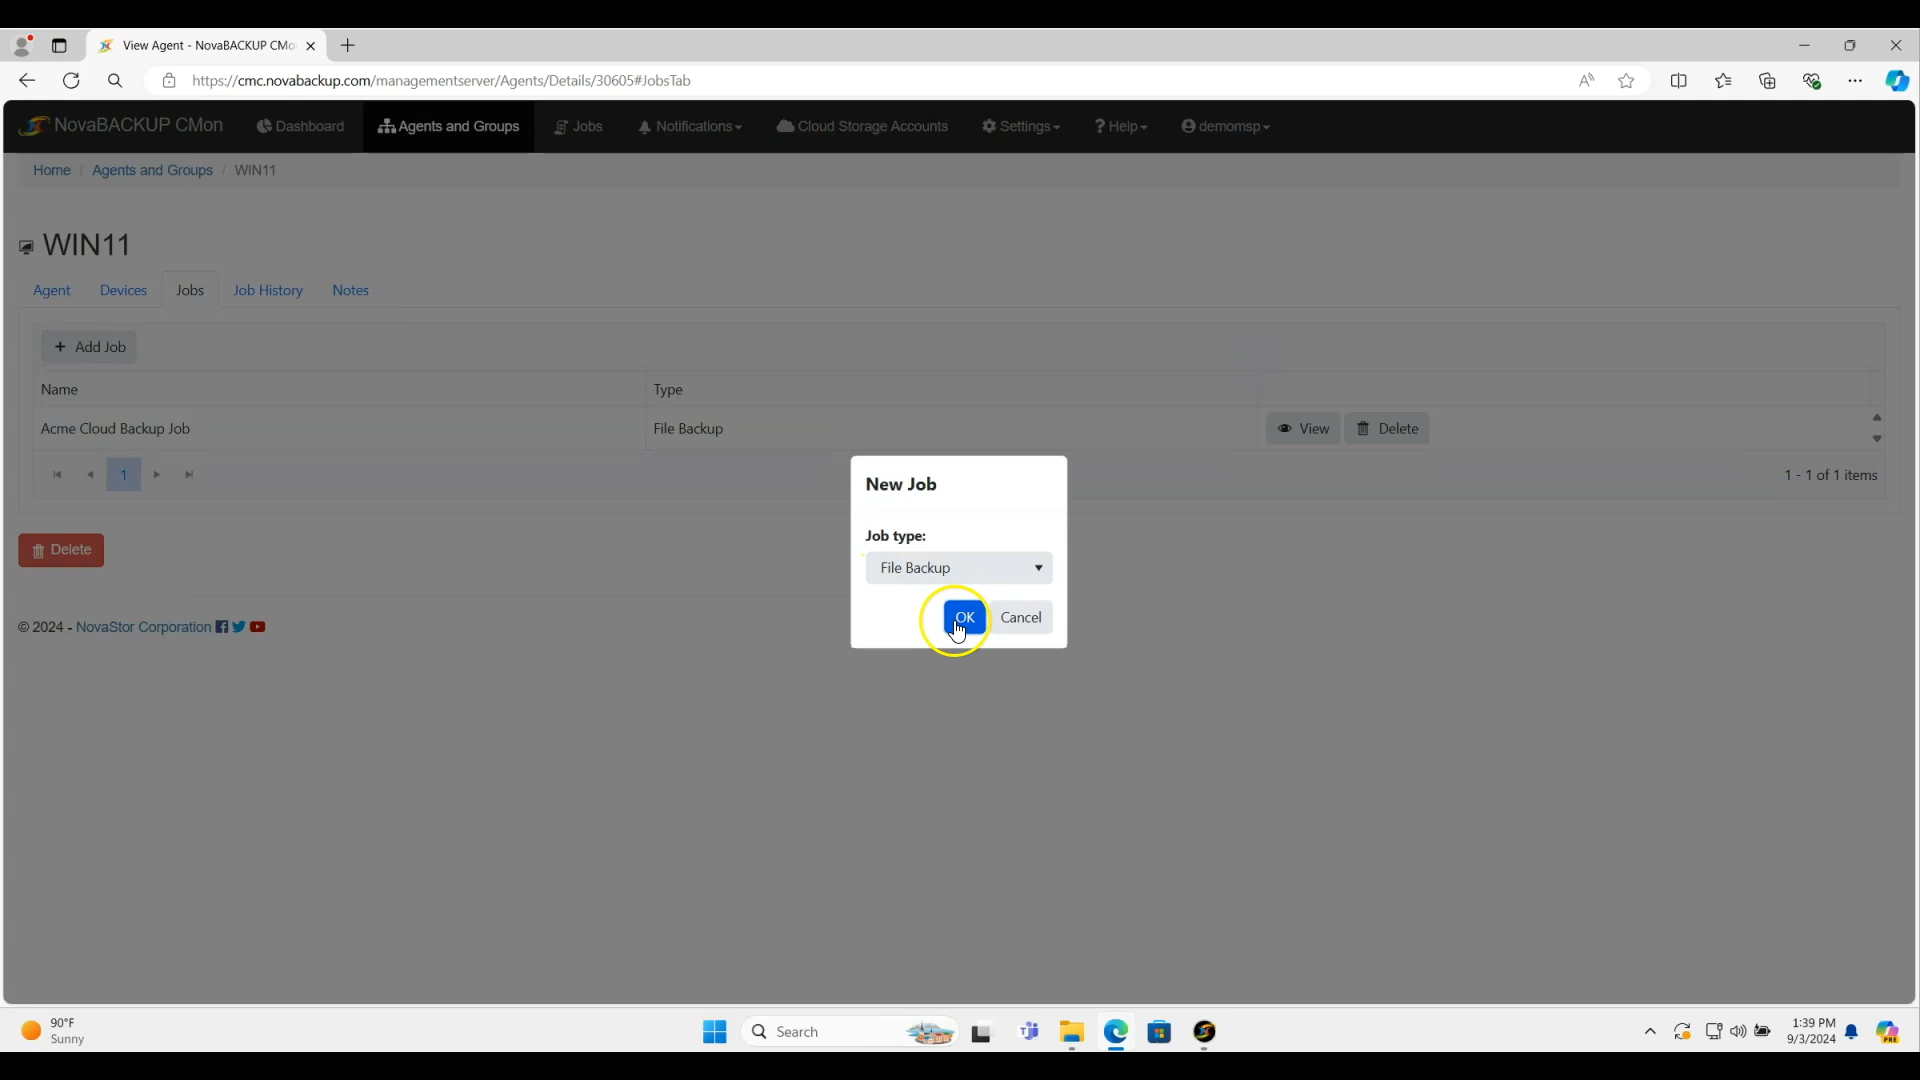 View Agent - NovaBACKUP CMo
https://cmc.novabackup.com/managementserver/Agents/Details/30605#JobsTab
NovaBACKUP CMon
Dashboard
Agents and Groups
Jobs
Notifications
Cloud Storage Accounts
Settings
? Help
demomsp
Home / Agents and Groups / WIN11
WIN11
Agent
Devices
Jobs
Job History
Notes
+ Add Job
Name
Type
Acme Cloud Backup Job
File Backup
View
Delete
1
1 - 1 of 1 items
New Job
Job type:
File Backup
OK
Cancel
Delete
© 2024 - NovaStor Corporation
90°F
Sunny
Search
1:39 PM
9/3/2024
PRE